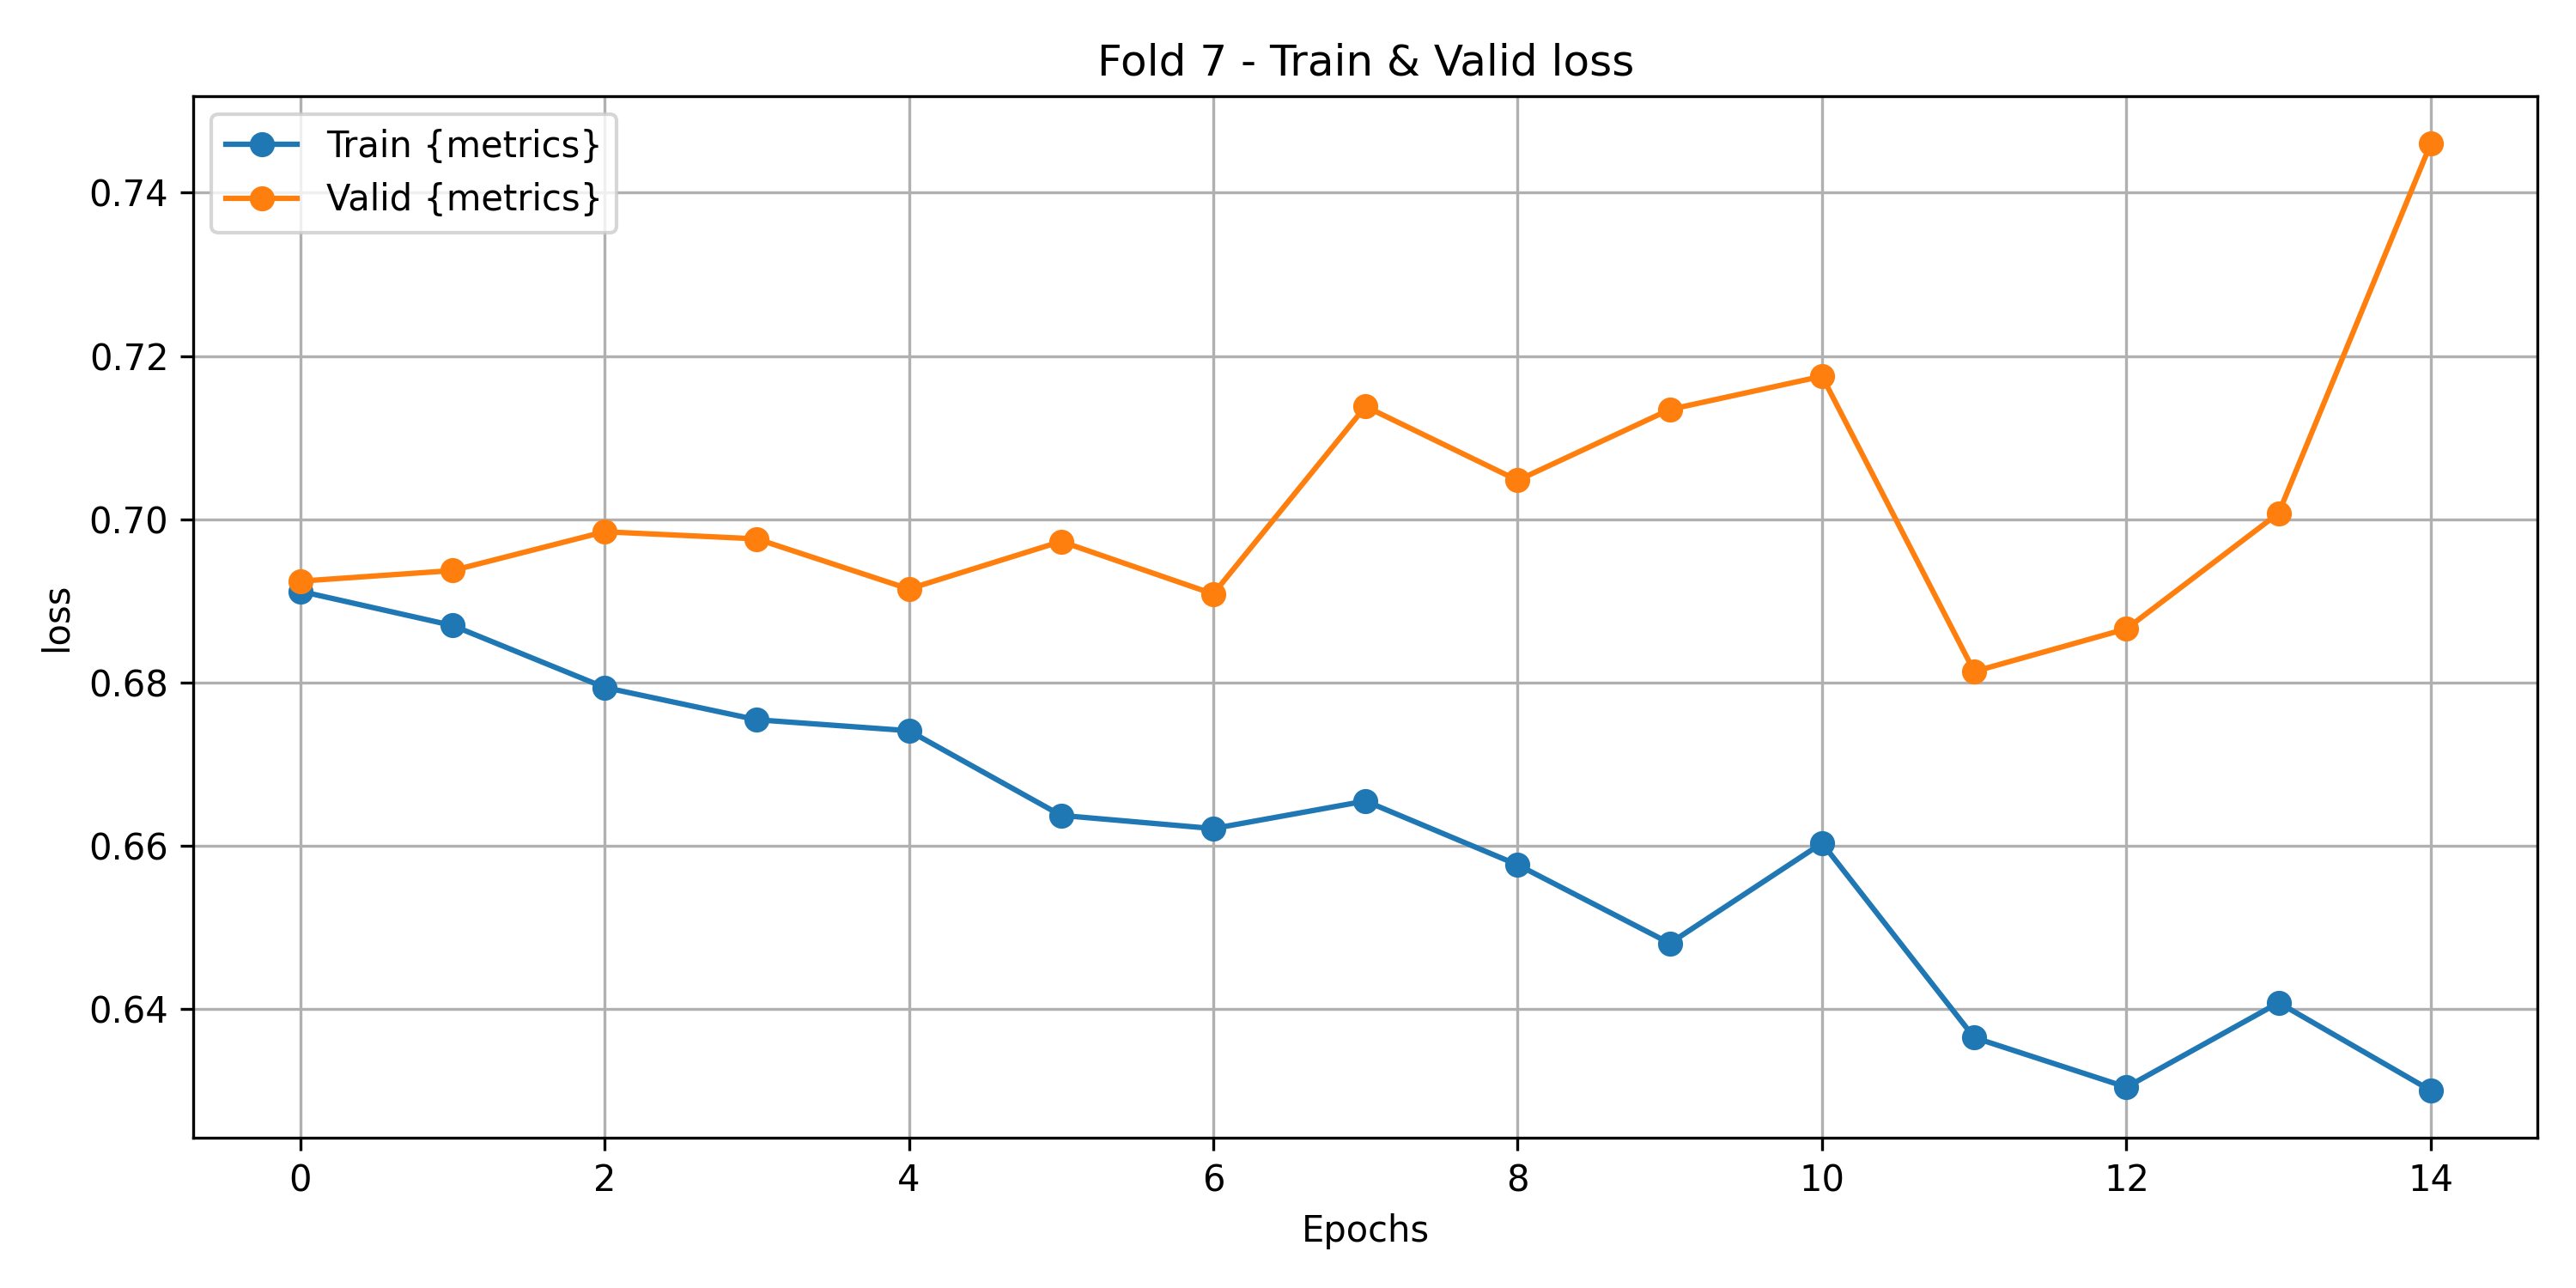 Fold 7 - Train & Valid loss
Train {metrics}
Valid {metrics}
0.74
0.72
0.70
0.68
0.66
0.64
loss
0 2 4 6 8 10 12 14
Epochs